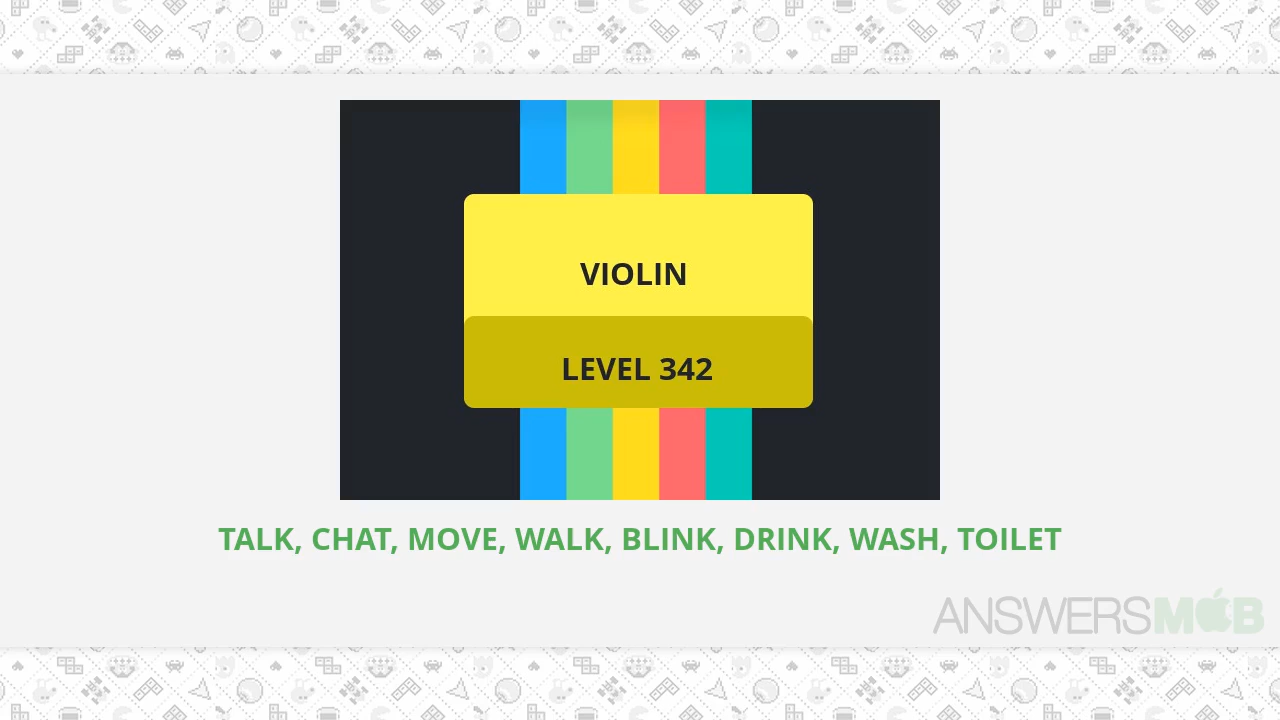 VIOLIN
LEVEL 342
TALK, CHAT, MOVE, WALK, BLINK, DRINK, WASH, TOILET
ANSWERSMOB